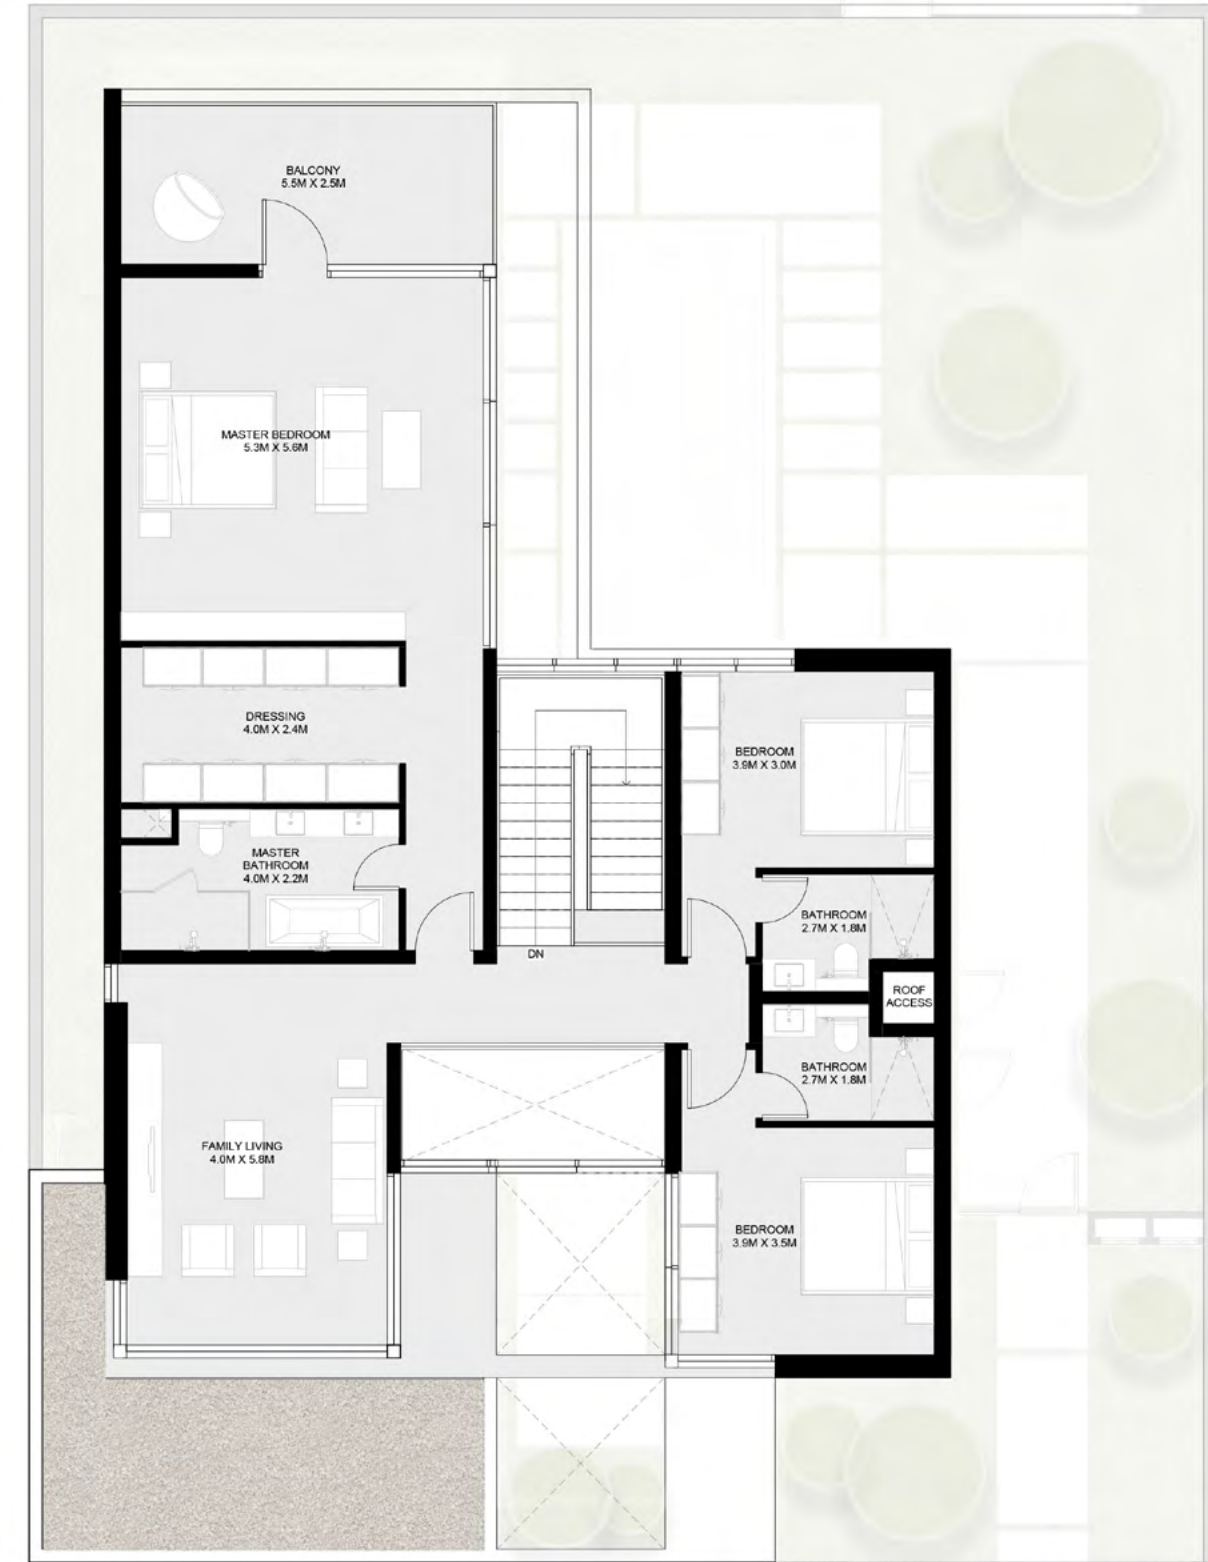 BALCONY
5.5M X 2.5M
MASTER BEDROOM
5.3M X 5.6M
DRESSING
4.0M X 2.4M
BEDROOM
3.9M X 3.0M
MASTER
BATHROOM
4.0M X 2.2M
BATHROOM
2.7M X 1.8M
DN
ROOF
ACCESS
BATHROOM
2.7M X 1.8M
FAMILY LIVING
4.0M X 5.8M
BEDROOM
3.9M X 3.5M